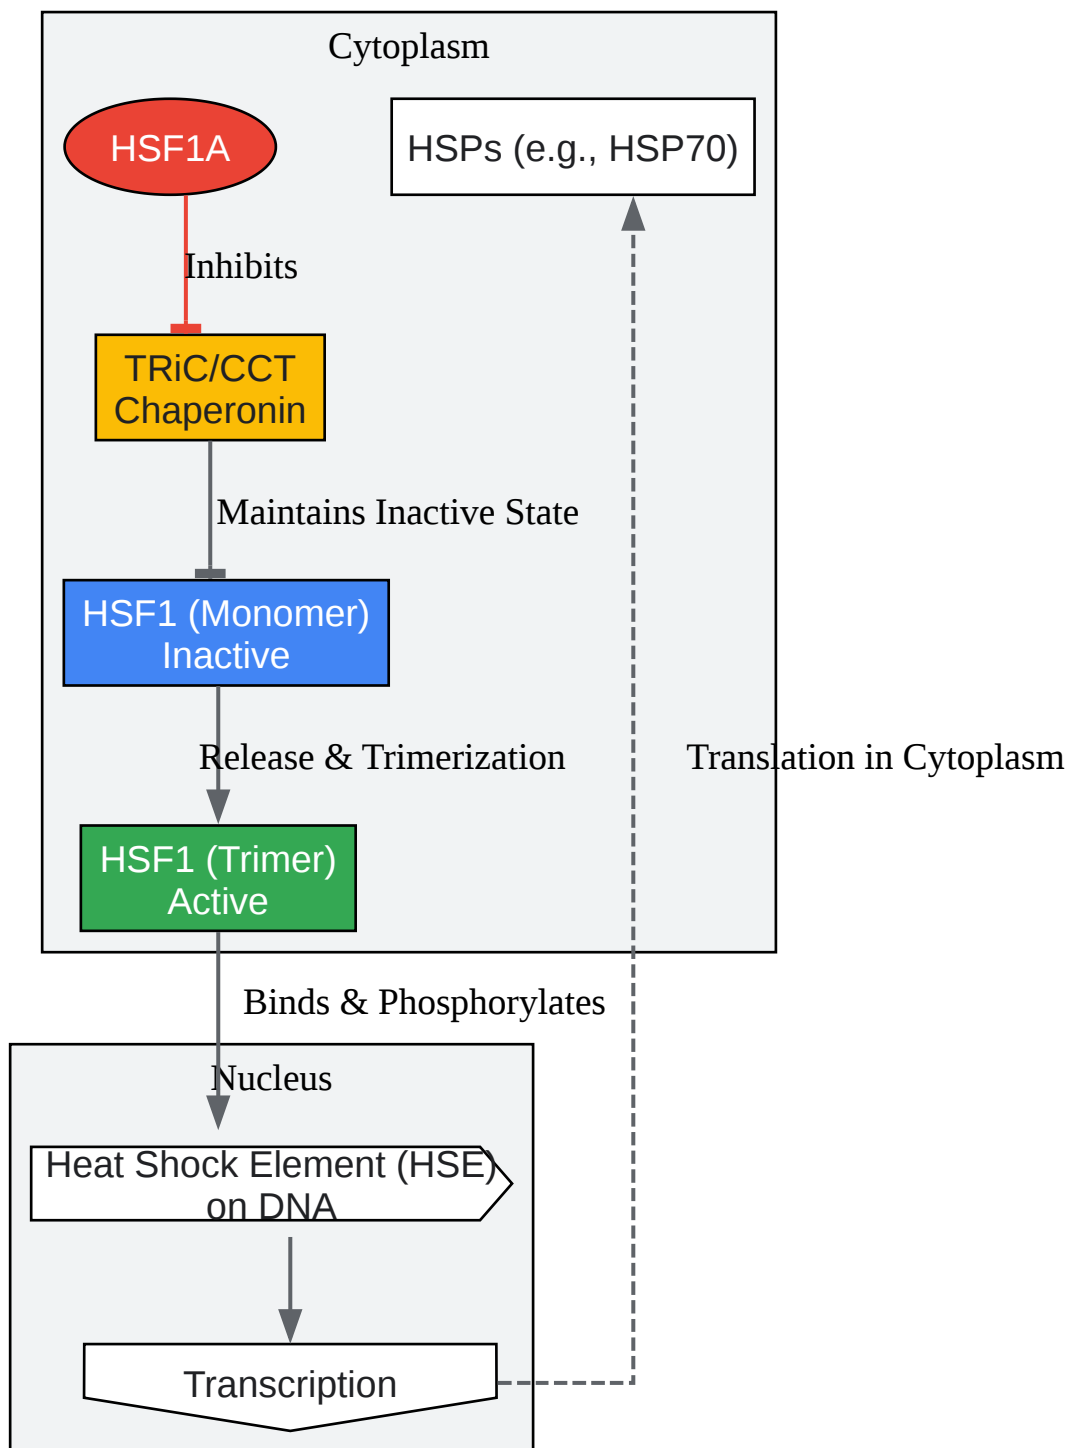 Cytoplasm
HSF1A
HSPs (e.g., HSP70)
Inhibits
TRiC/CCT
Chaperonin
Maintains Inactive State
HSF1 (Monomer)
Inactive
Release & Trimerization
Translation in Cytoplasm
HSF1 (Trimer)
Active
Binds & Phosphorylates
Nucleus
Heat Shock Element (HSE)
on DNA
Transcription